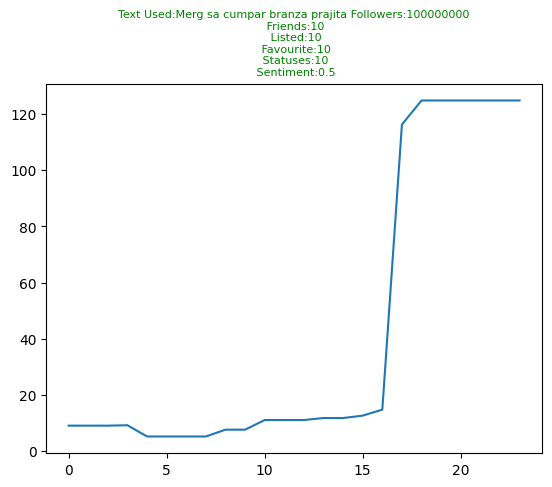 Text Used:Merg sa cumpar branza prajita Followers:100000000
Friends:10
Listed:10
Favourite:10
Statuses:10
Sentiment:0.5
120
100
80
60
40
20
0
0 5 10 15 20